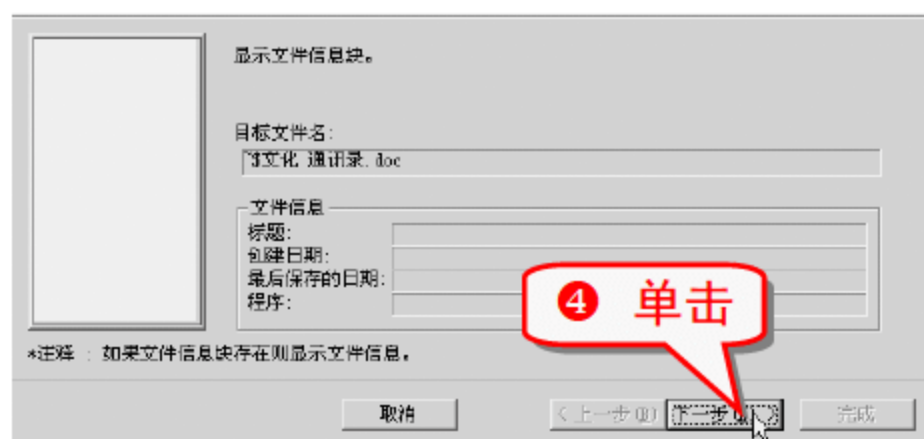 显示文件信息块。
目标文件名:
~$文化 通讯录.doc
文件信息
标题:
创建日期:
最后保存的日期:
程序:
❹ 单击
*注释 : 如果文件信息块存在则显示文件信息。
取消 <上一步(B) 下一步(N)> 完成